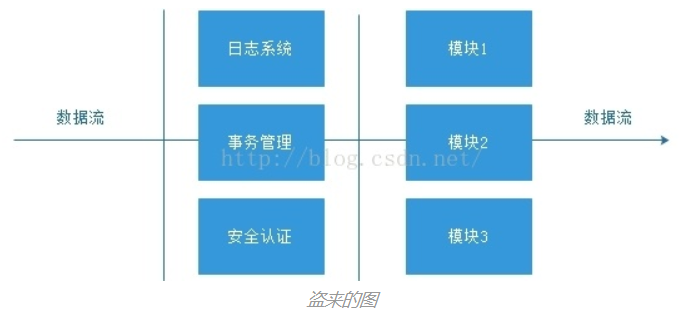 日志系统
模块1
数据流
数据流
事务管理
模块2
http://blog.csdn.net/
安全认证
模块3
盗来的图